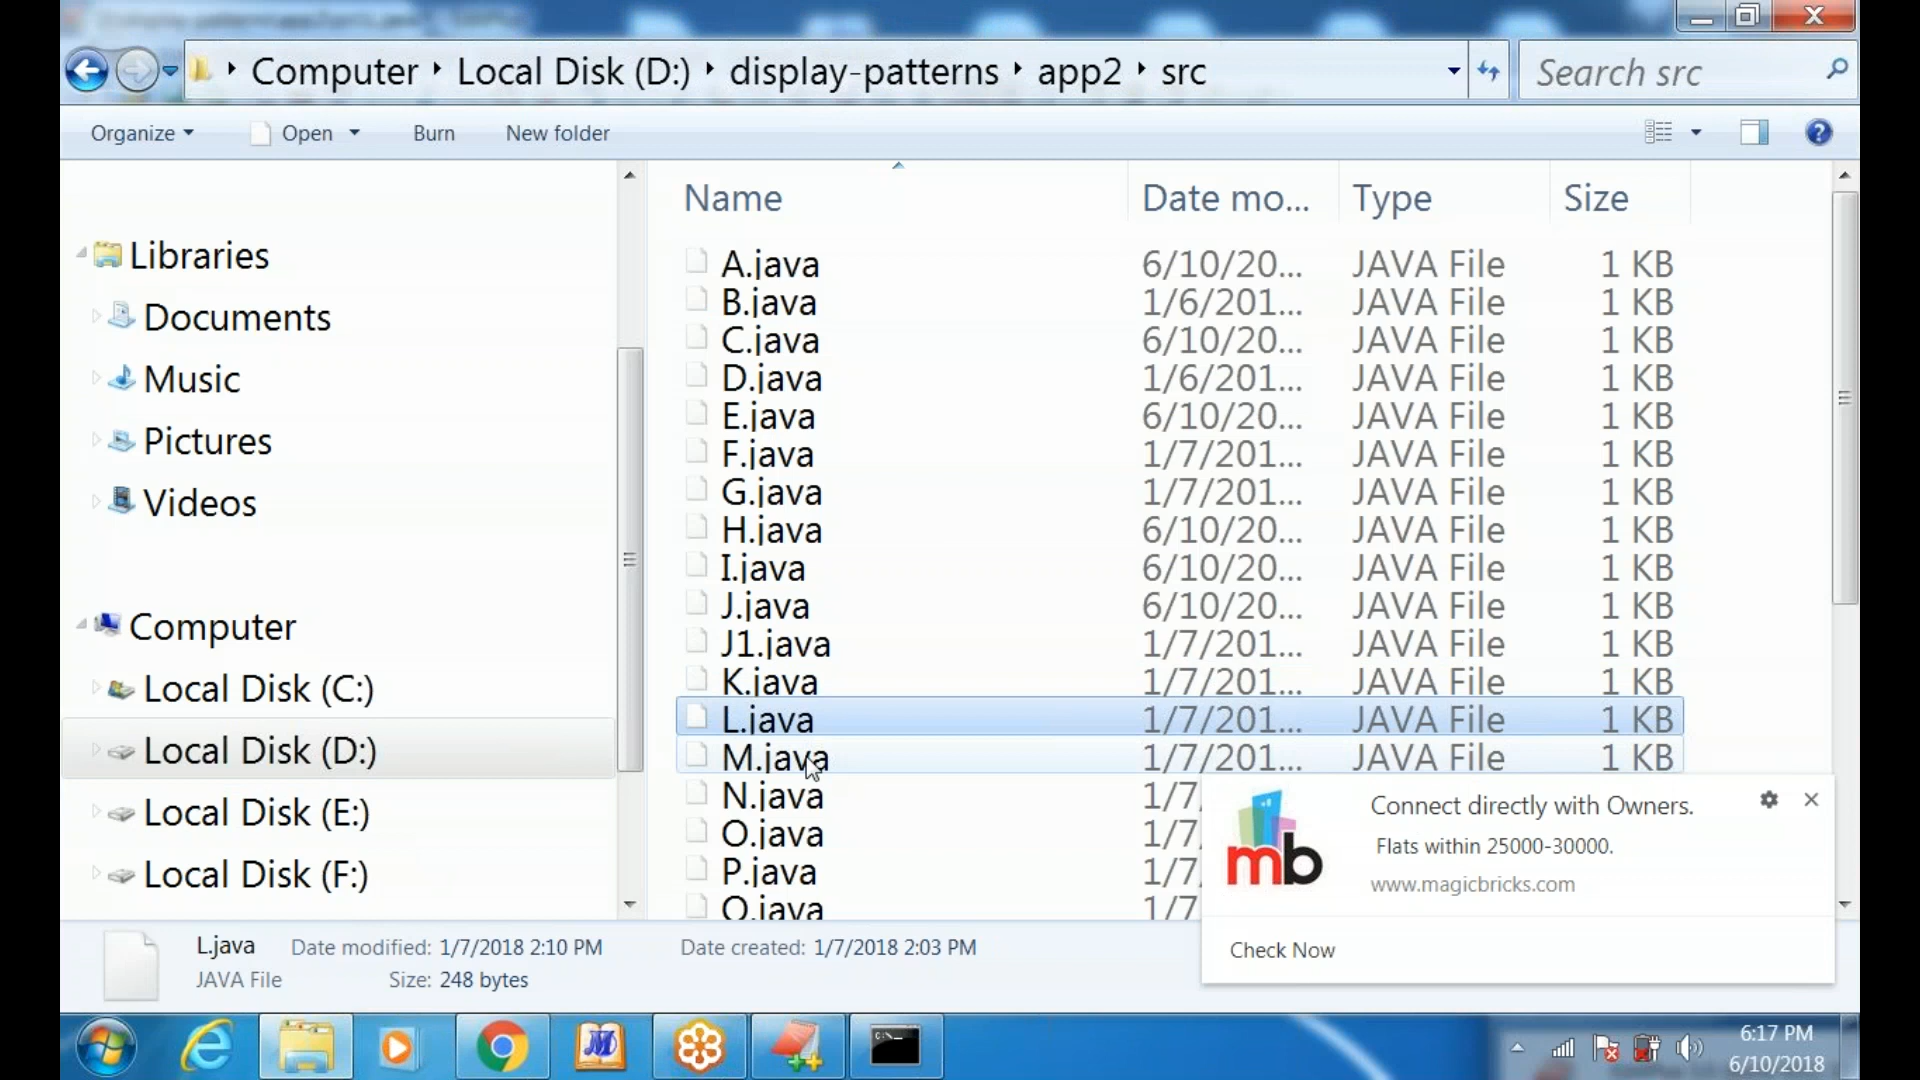 Computer Local Disk (D:) display-patterns app2 src
Search src
Organize Open Burn New folder
Name Date mo... Type Size
Libraries
Documents
Music
Pictures
Videos
Computer
Local Disk (C:)
Local Disk (D:)
Local Disk (E:)
Local Disk (F:)
A.java 6/10/20... JAVA File 1 KB
B.java 1/6/201... JAVA File 1 KB
C.java 6/10/20... JAVA File 1 KB
D.java 1/6/201... JAVA File 1 KB
E.java 6/10/20... JAVA File 1 KB
F.java 1/7/201... JAVA File 1 KB
G.java 1/7/201... JAVA File 1 KB
H.java 6/10/20... JAVA File 1 KB
I.java 6/10/20... JAVA File 1 KB
J.java 6/10/20... JAVA File 1 KB
J1.java 1/7/201... JAVA File 1 KB
K.java 1/7/201... JAVA File 1 KB
L.java 1/7/201... JAVA File 1 KB
M.java 1/7/201... JAVA File 1 KB
N.java 1/7
O.java 1/7
P.java 1/7
Q.java 1/7
mb
Connect directly with Owners.
Flats within 25000-30000.
www.magicbricks.com
Check Now
L.java Date modified: 1/7/2018 2:10 PM Date created: 1/7/2018 2:03 PM
JAVA File Size: 248 bytes
6:17 PM
6/10/2018